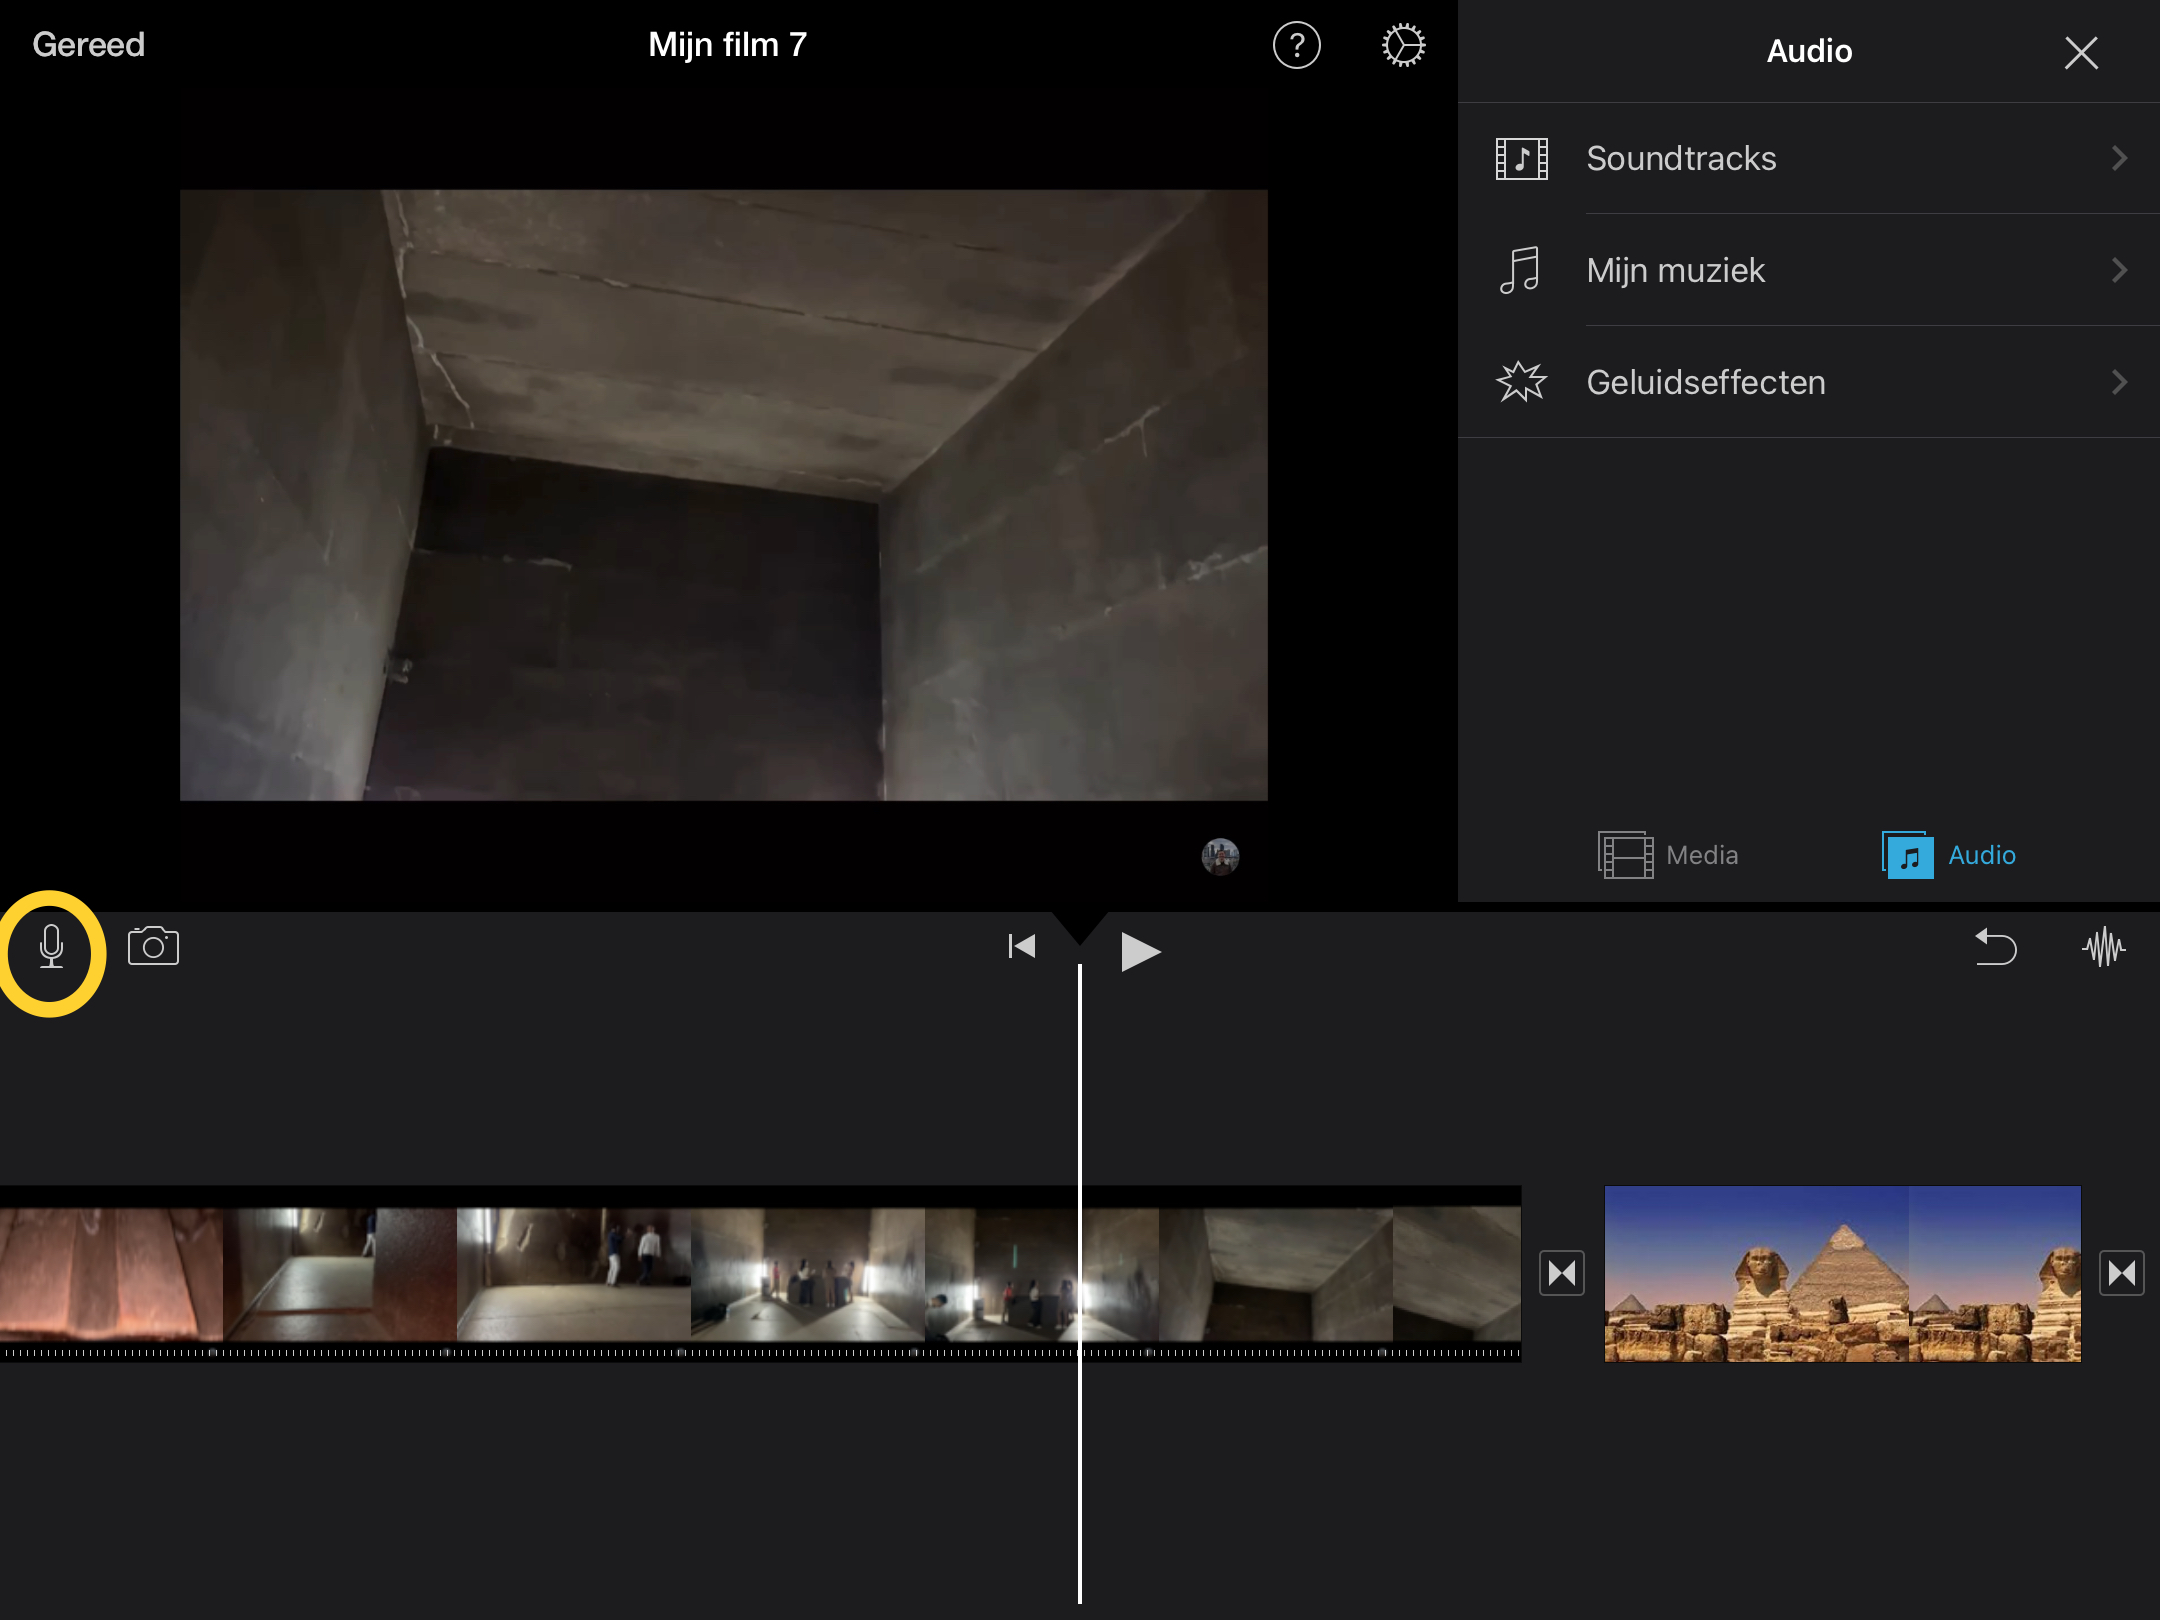 Gereed
Mijn film 7
?
Audio
Soundtracks
Mijn muziek
Geluidseffecten
Media
Audio